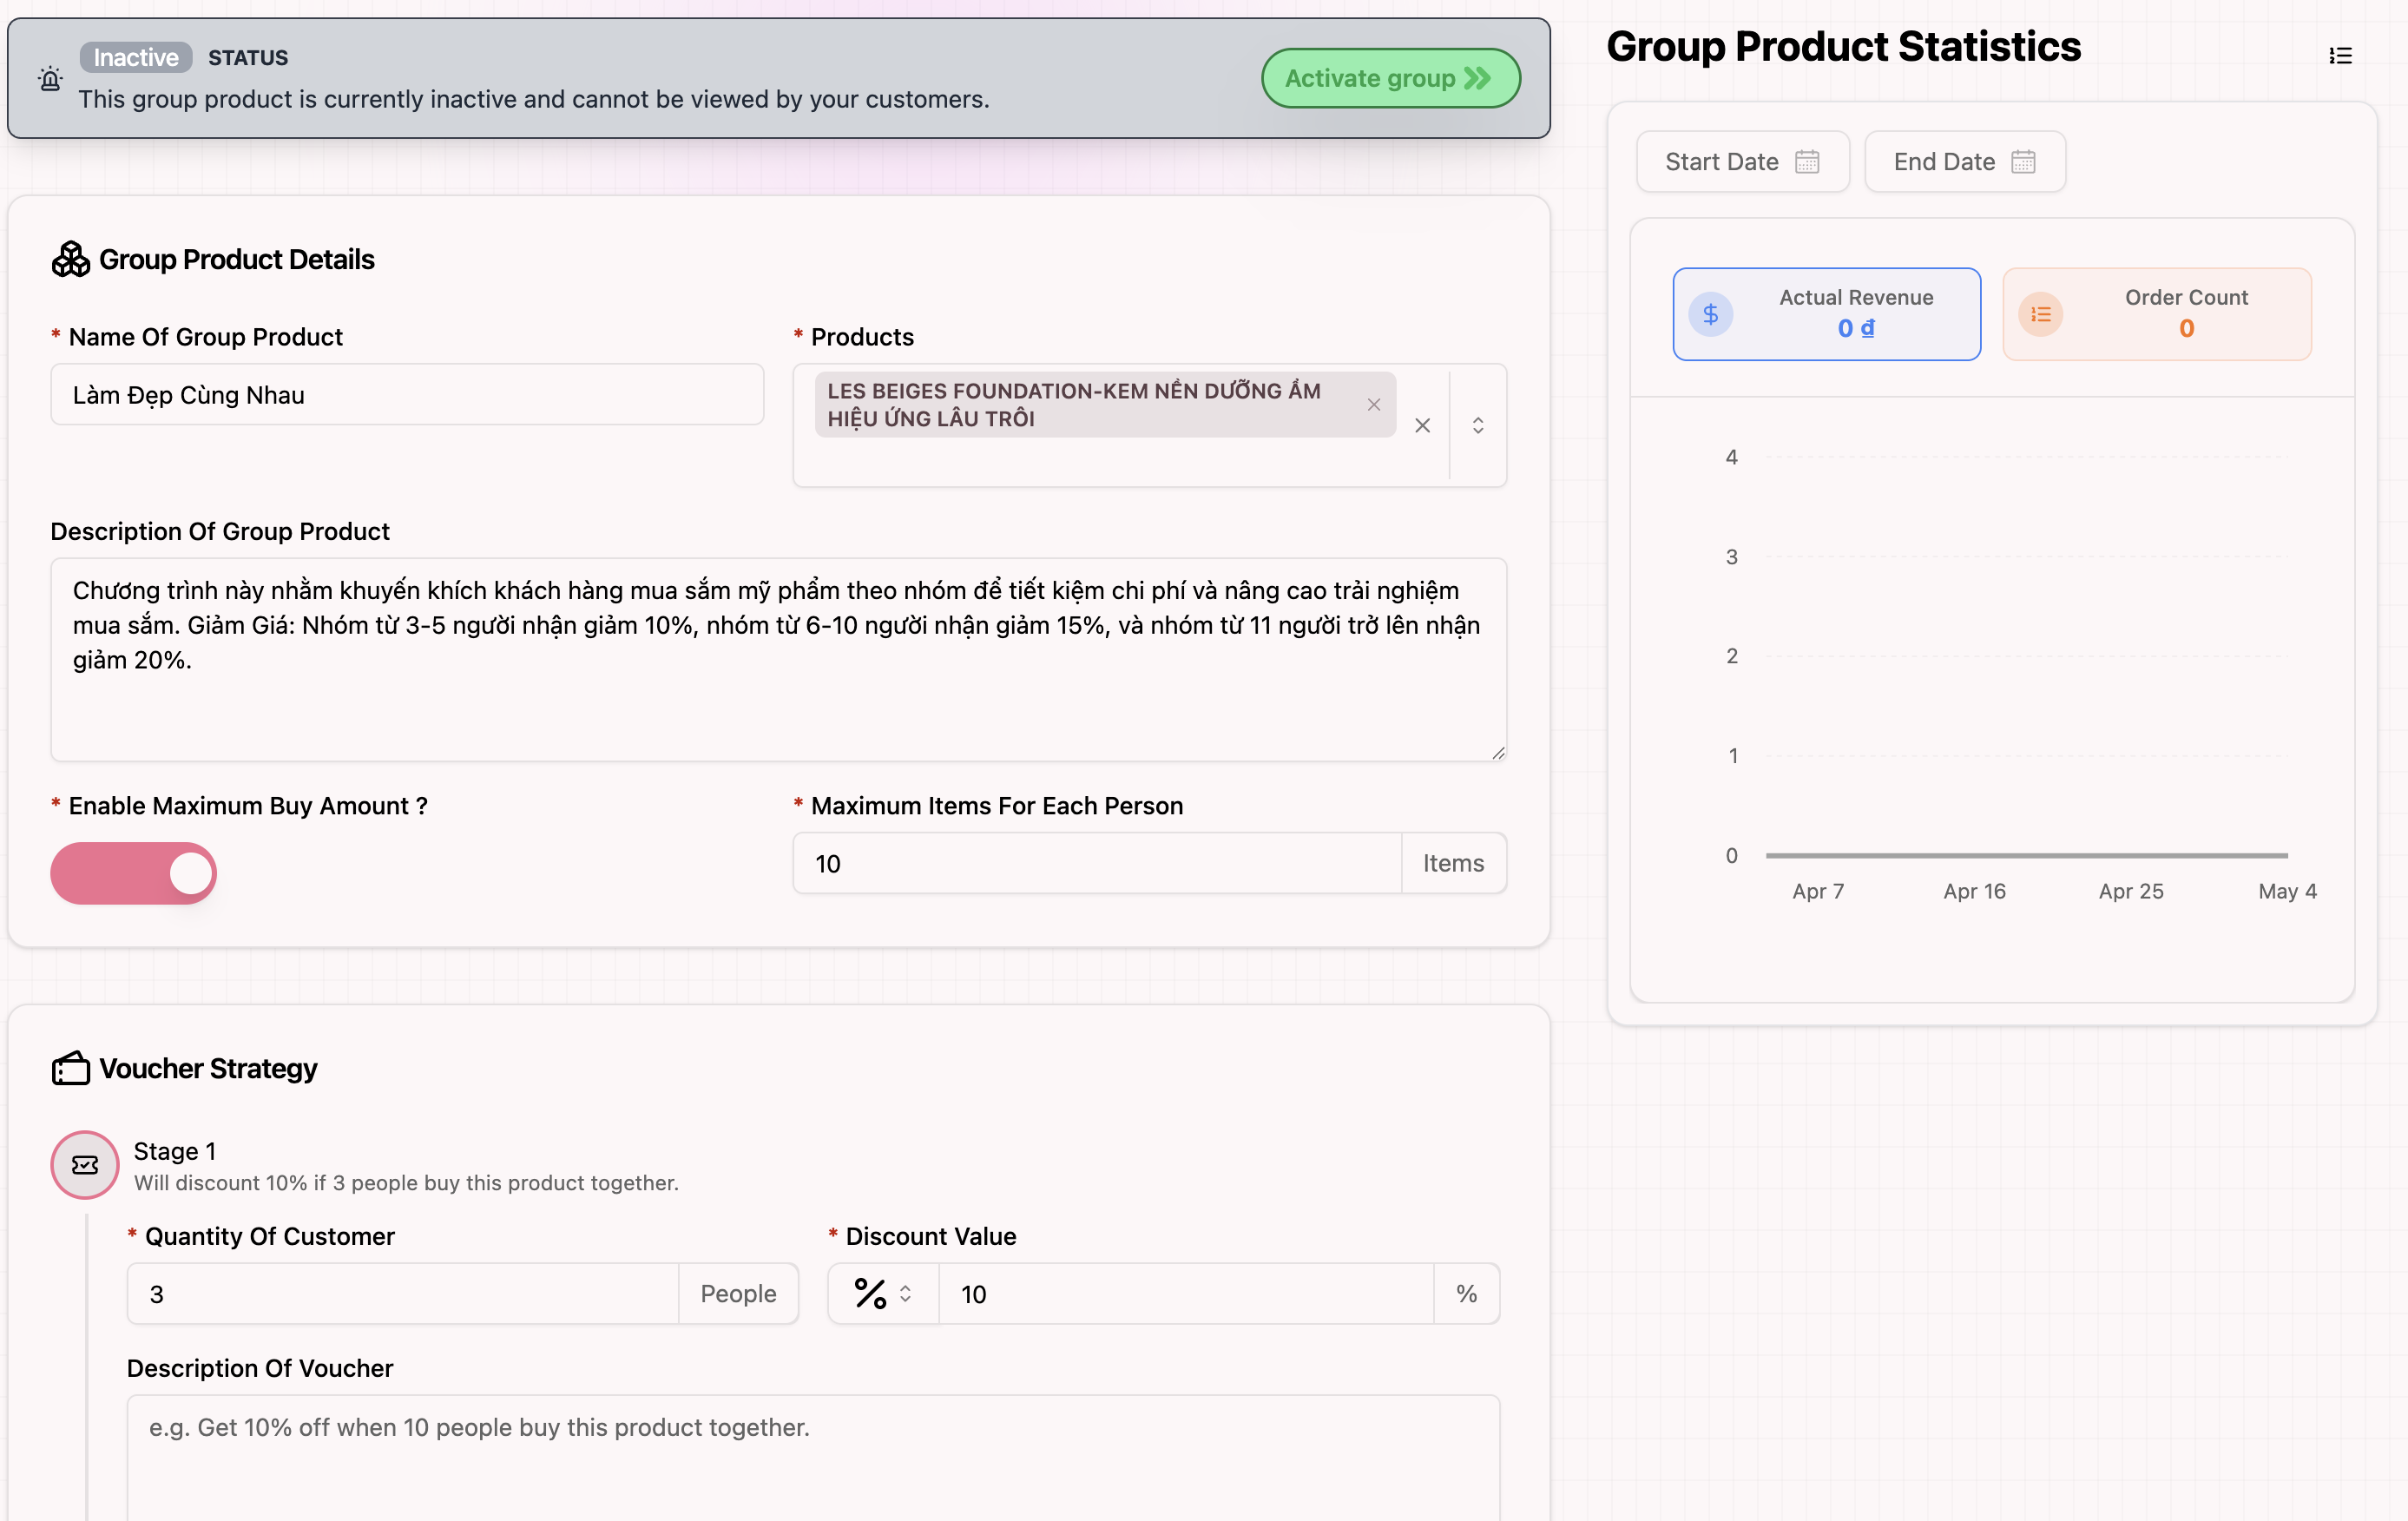 Inactive STATUS
This group product is currently inactive and cannot be viewed by your customers.
Activate group
Group Product Details
* Name Of Group Product
Làm Đẹp Cùng Nhau
* Products
LES BEIGES FOUNDATION-KEM NỀN DƯỠNG ẨM
HIỆU ỨNG LÂU TRÔI
Description Of Group Product
Chương trình này nhằm khuyến khích khách hàng mua sắm mỹ phẩm theo nhóm để tiết kiệm chi phí và nâng cao trải nghiệm
mua sắm. Giảm Giá: Nhóm từ 3-5 người nhận giảm 10%, nhóm từ 6-10 người nhận giảm 15%, và nhóm từ 11 người trở lên nhận
giảm 20%.
* Enable Maximum Buy Amount ?
* Maximum Items For Each Person
10
Items
Voucher Strategy
Stage 1
Will discount 10% if 3 people buy this product together.
* Quantity Of Customer
3
People
* Discount Value
%
10
%
Description Of Voucher
e.g. Get 10% off when 10 people buy this product together.
Group Product Statistics
Start Date
End Date
$
Actual Revenue
0 ₫
Order Count
0
4
3
2
1
0
Apr 7
Apr 16
Apr 25
May 4